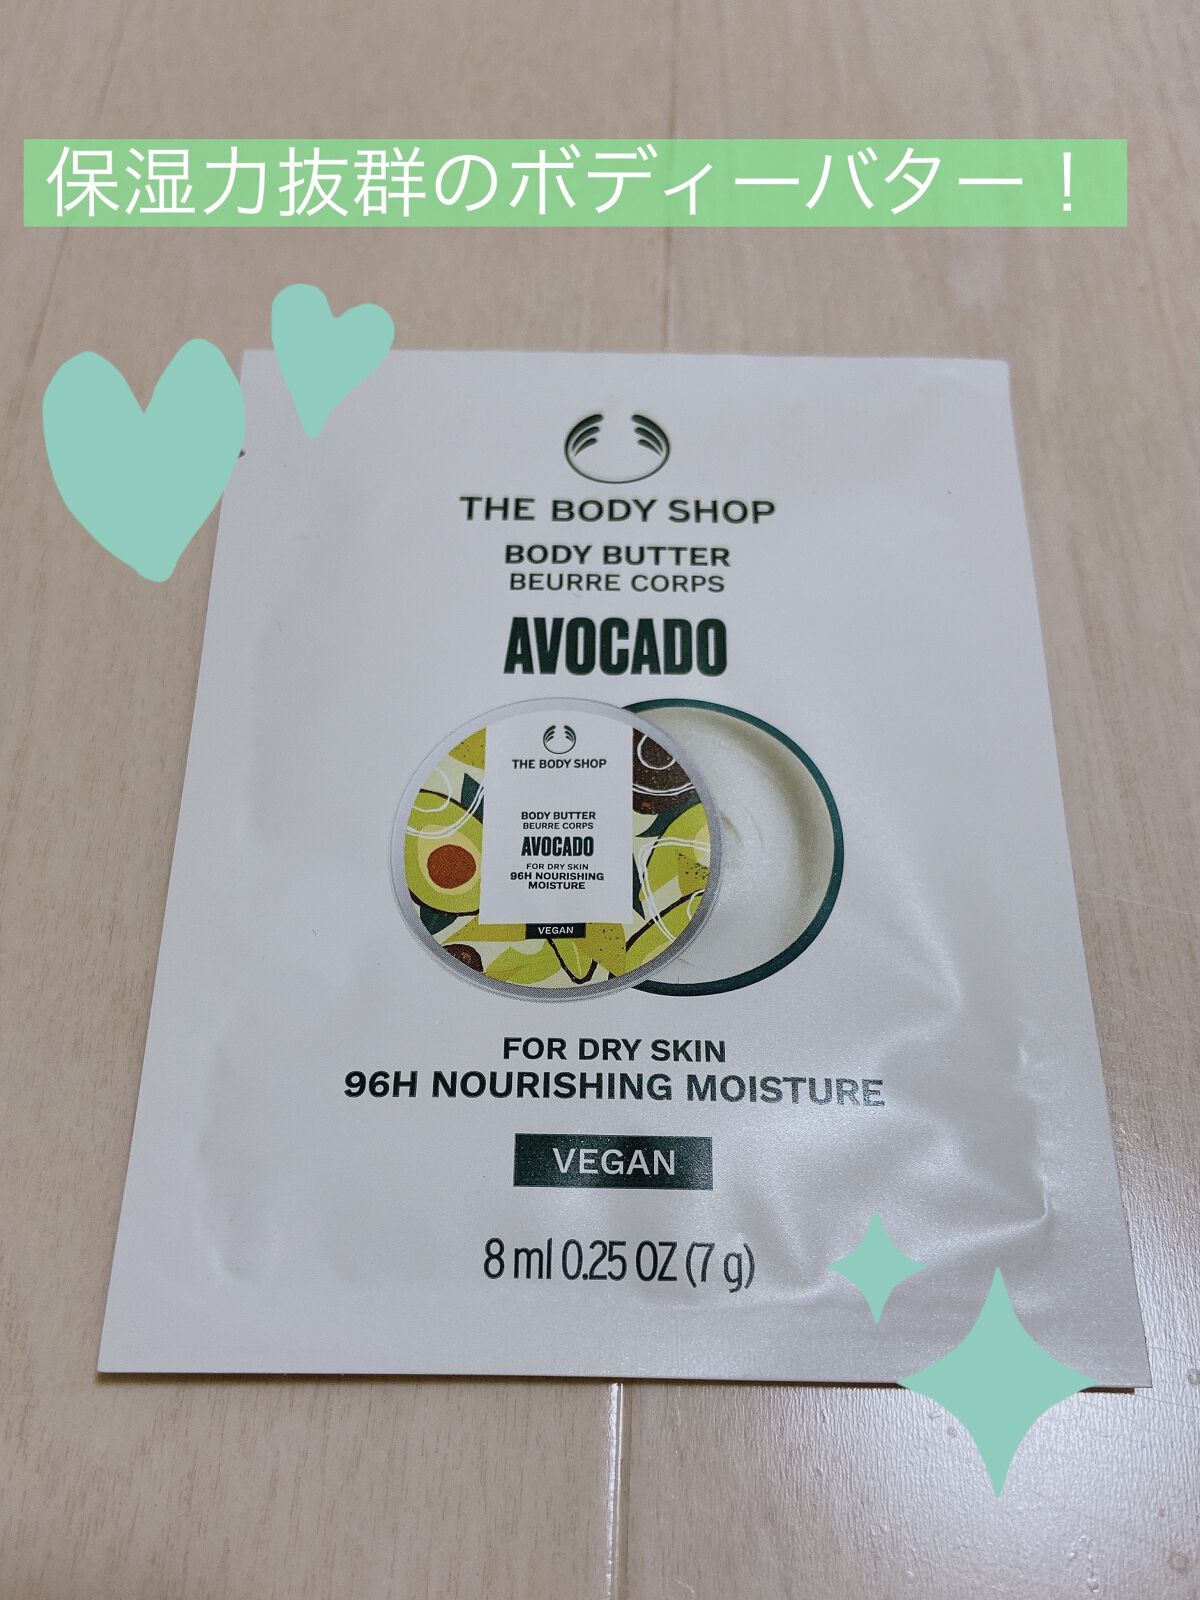 保湿力抜群のボディーバター！
THE BODY SHOP
BODY BUTTER
BEURRE CORPS
AVOCADO
THE BODY SHOP
BODY BUTTER
BEURRE CORPS
AVOCADO
FOR DRY SKIN
96H NOURISHING
MOISTURE
VEGAN
FOR DRY SKIN
96H NOURISHING MOISTURE
VEGAN
8 ml 0.25 OZ (7 g)